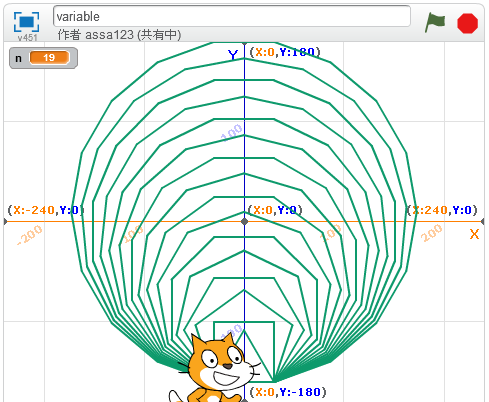 variable
作者 assa123 (共有中)
v451
n 19
Y (X:0,Y:180)
100
(X:-240,Y:0) (X:0,Y:0) (X:240,Y:0)
-200 -100 100 200 X
-100
(X:0,Y:-180)